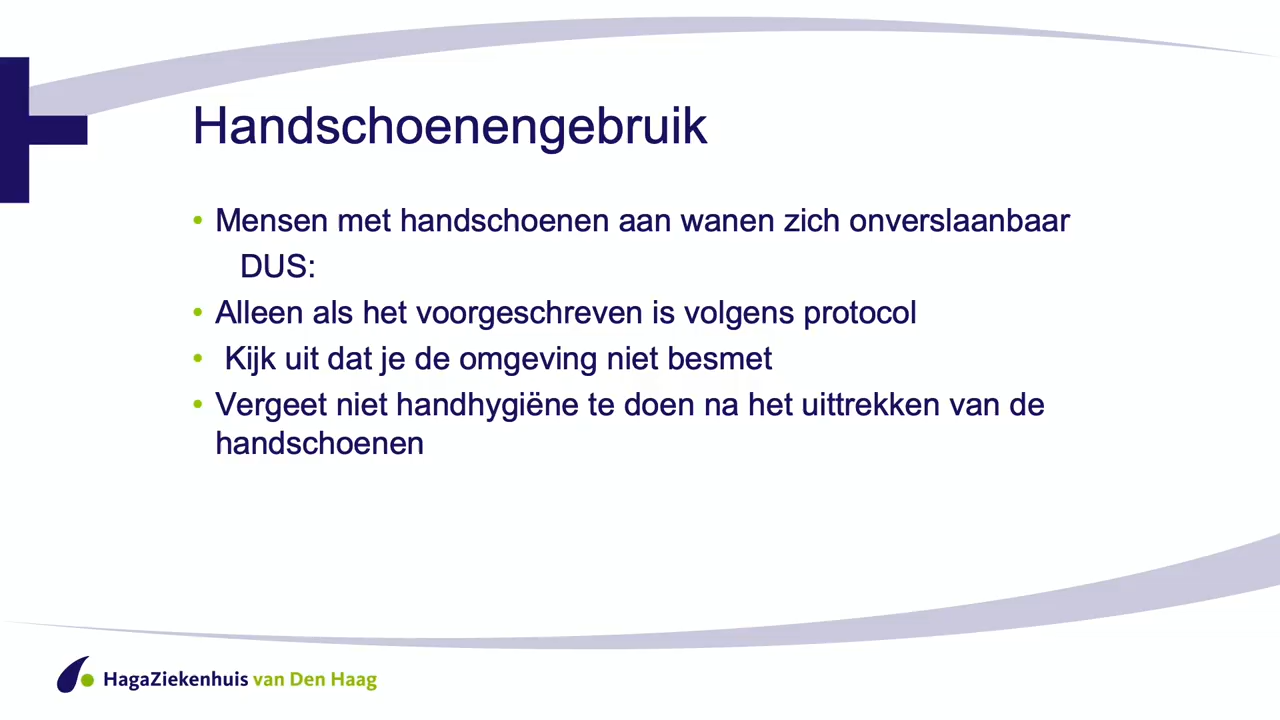 Handschoenengebruik
• Mensen met handschoenen aan wanen zich onverslaanbaar
DUS:
• Alleen als het voorgeschreven is volgens protocol
• Kijk uit dat je de omgeving niet besmet
• Vergeet niet handhygiëne te doen na het uittrekken van de
handschoenen
HagaZiekenhuis van Den Haag